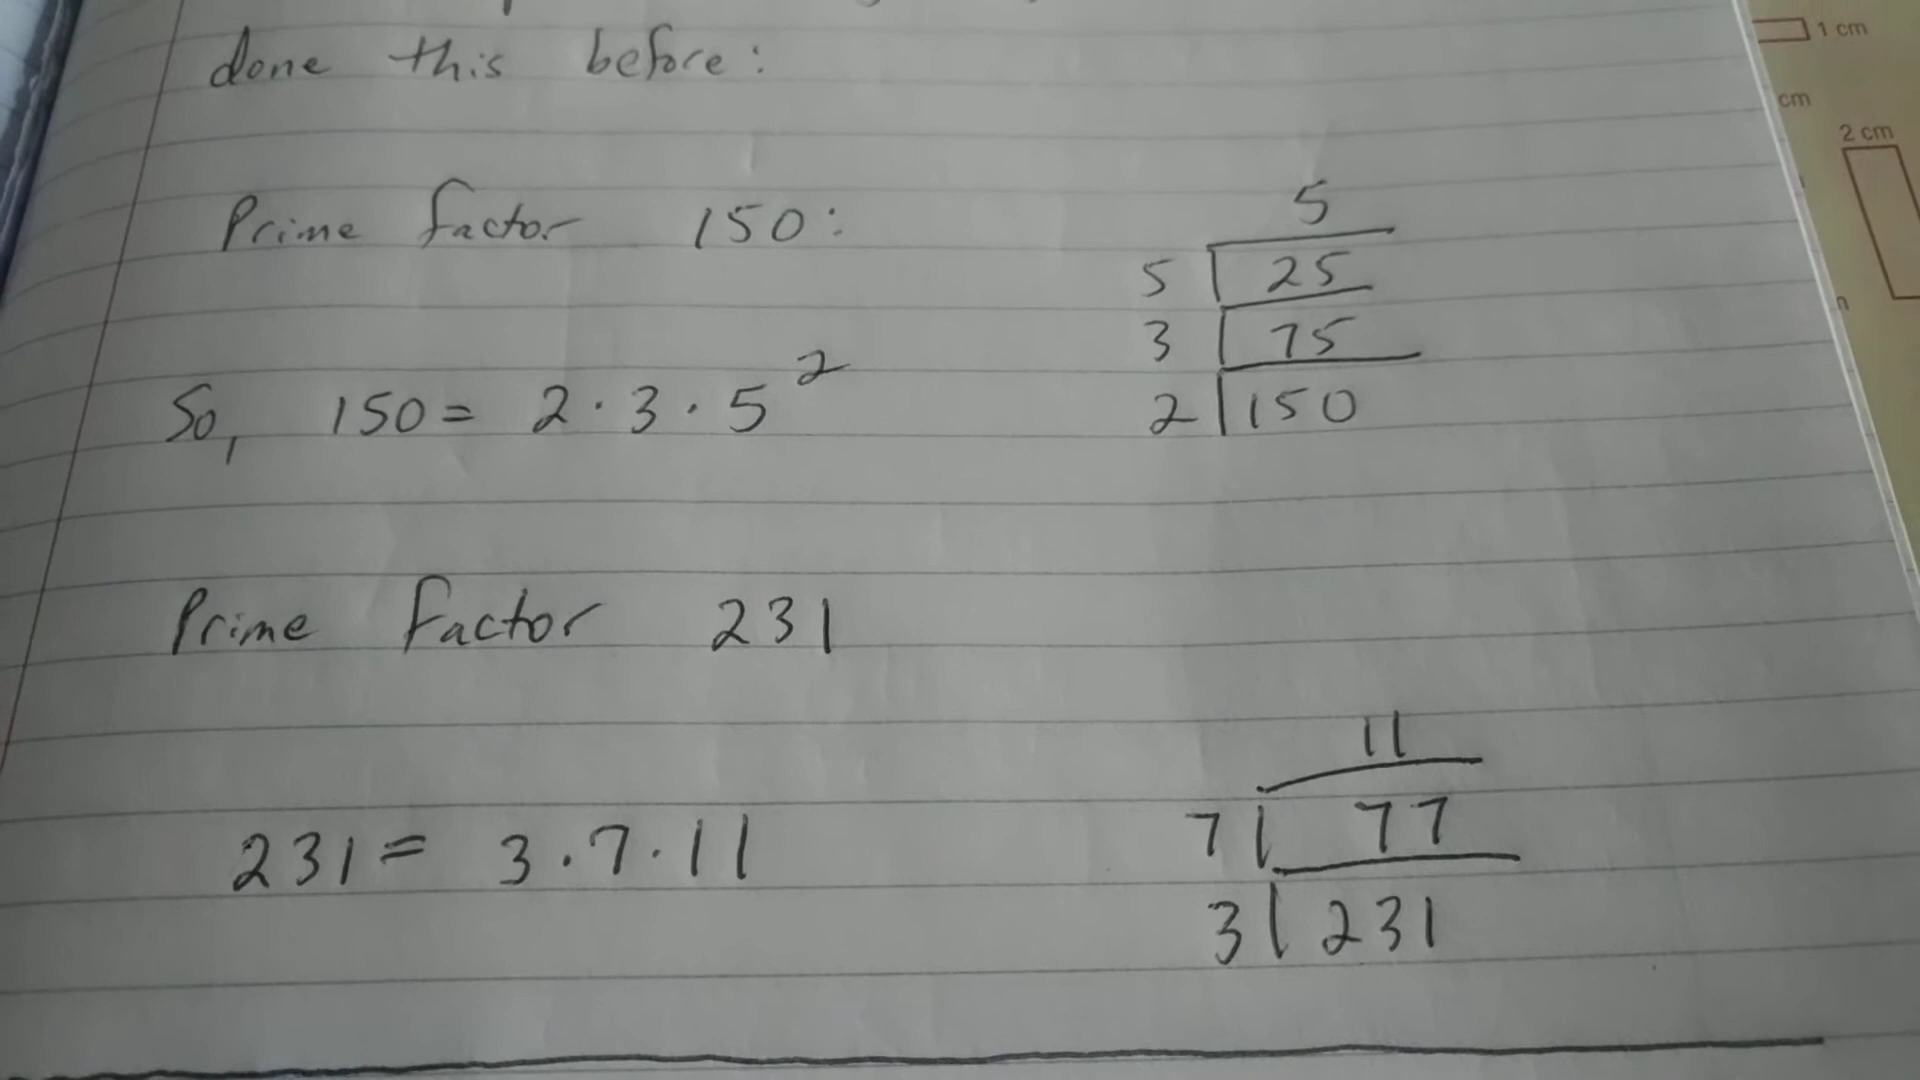 done this before:
Prime factor 150:
5
5 25
3 75
2 150
So, 150 = 2 · 3 · 5²
Prime Factor 231
11
7 77
3 231
231 = 3 · 7 · 11
1 cm
cm
2 cm